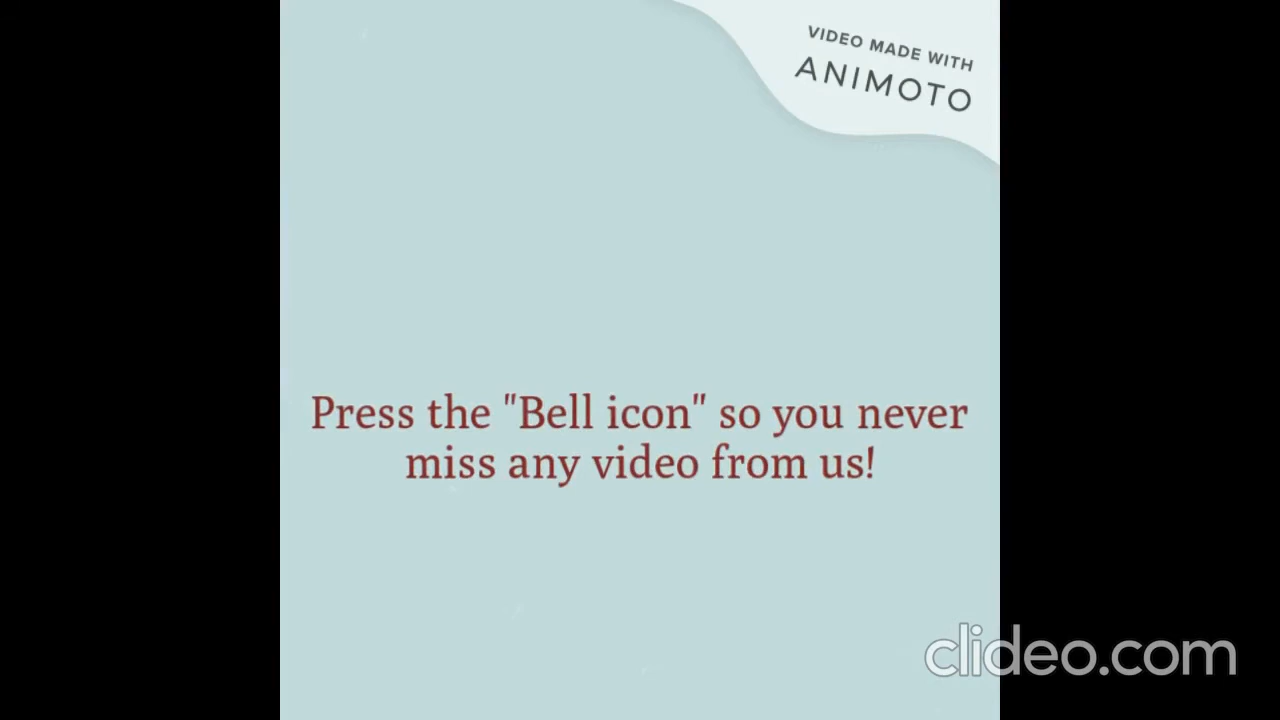 VIDEO MADE WITH
ANIMOTO
Press the "Bell icon" so you never
miss any video from us!
clideo.com